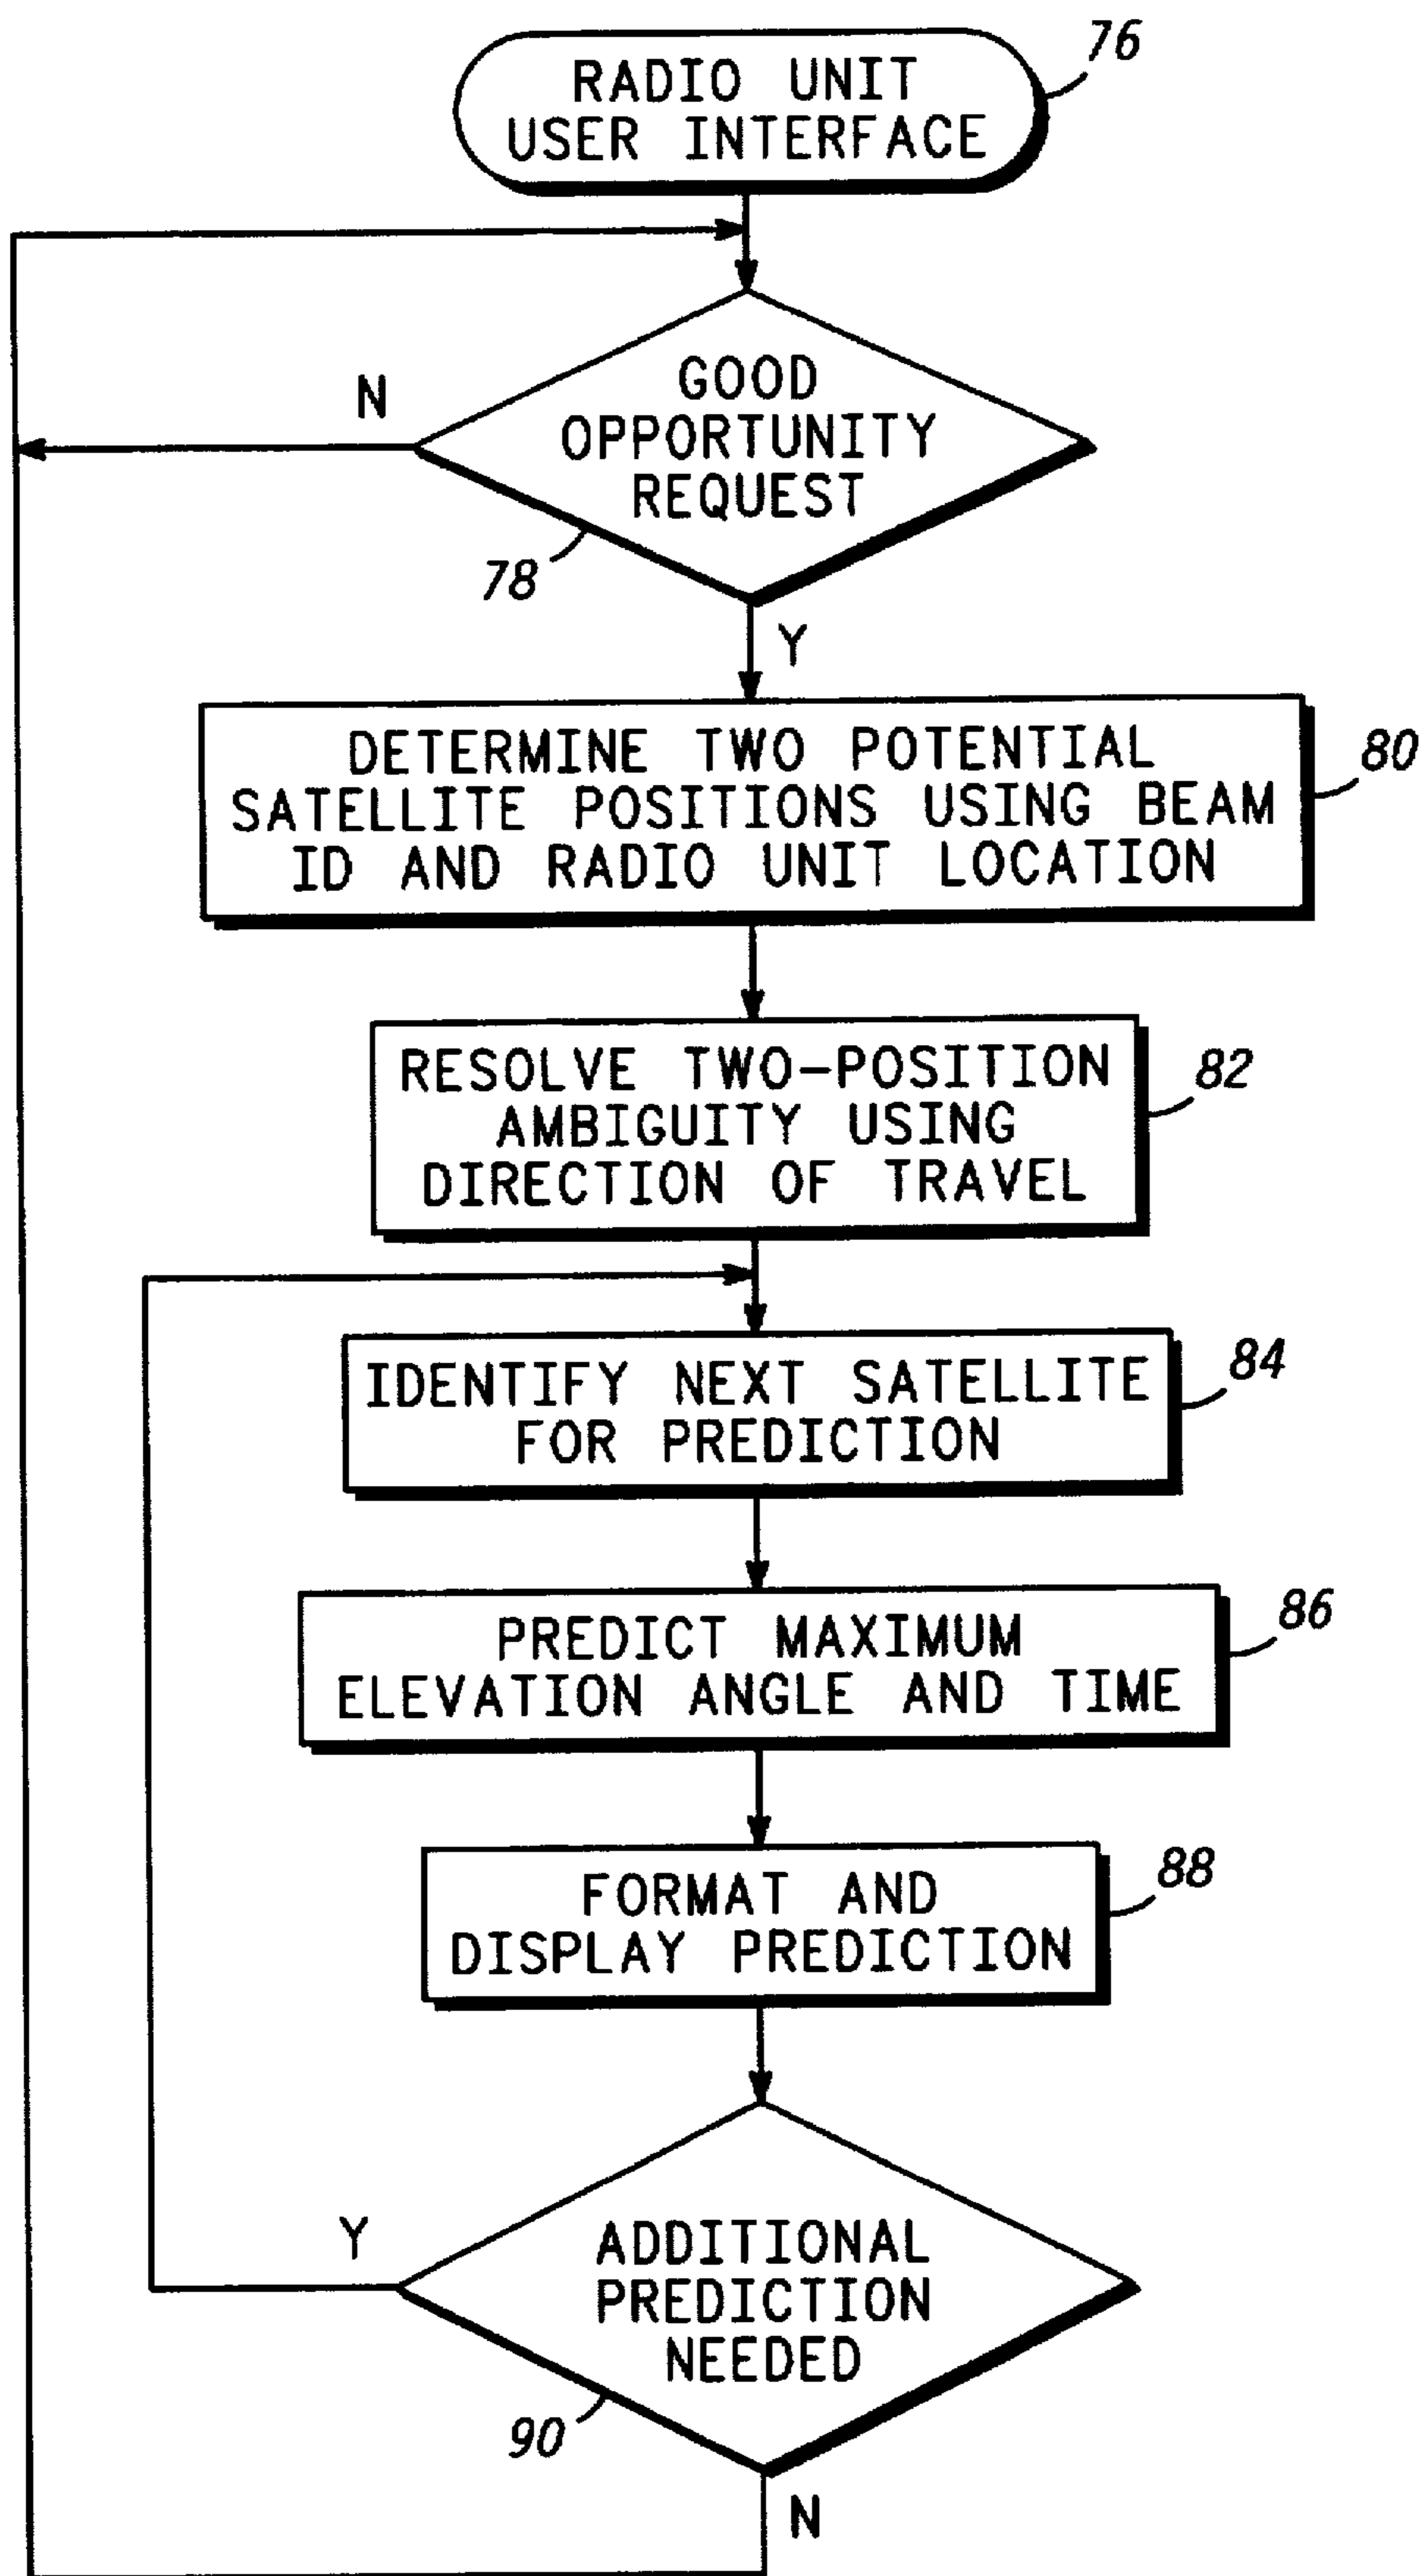 RADIO UNIT
USER INTERFACE
76
N
GOOD
OPPORTUNITY
REQUEST
78
Y
DETERMINE TWO POTENTIAL
SATELLITE POSITIONS USING BEAM
ID AND RADIO UNIT LOCATION
80
RESOLVE TWO-POSITION
AMBIGUITY USING
DIRECTION OF TRAVEL
82
IDENTIFY NEXT SATELLITE
FOR PREDICTION
84
PREDICT MAXIMUM
ELEVATION ANGLE AND TIME
86
FORMAT AND
DISPLAY PREDICTION
88
Y
ADDITIONAL
PREDICTION
NEEDED
90
N